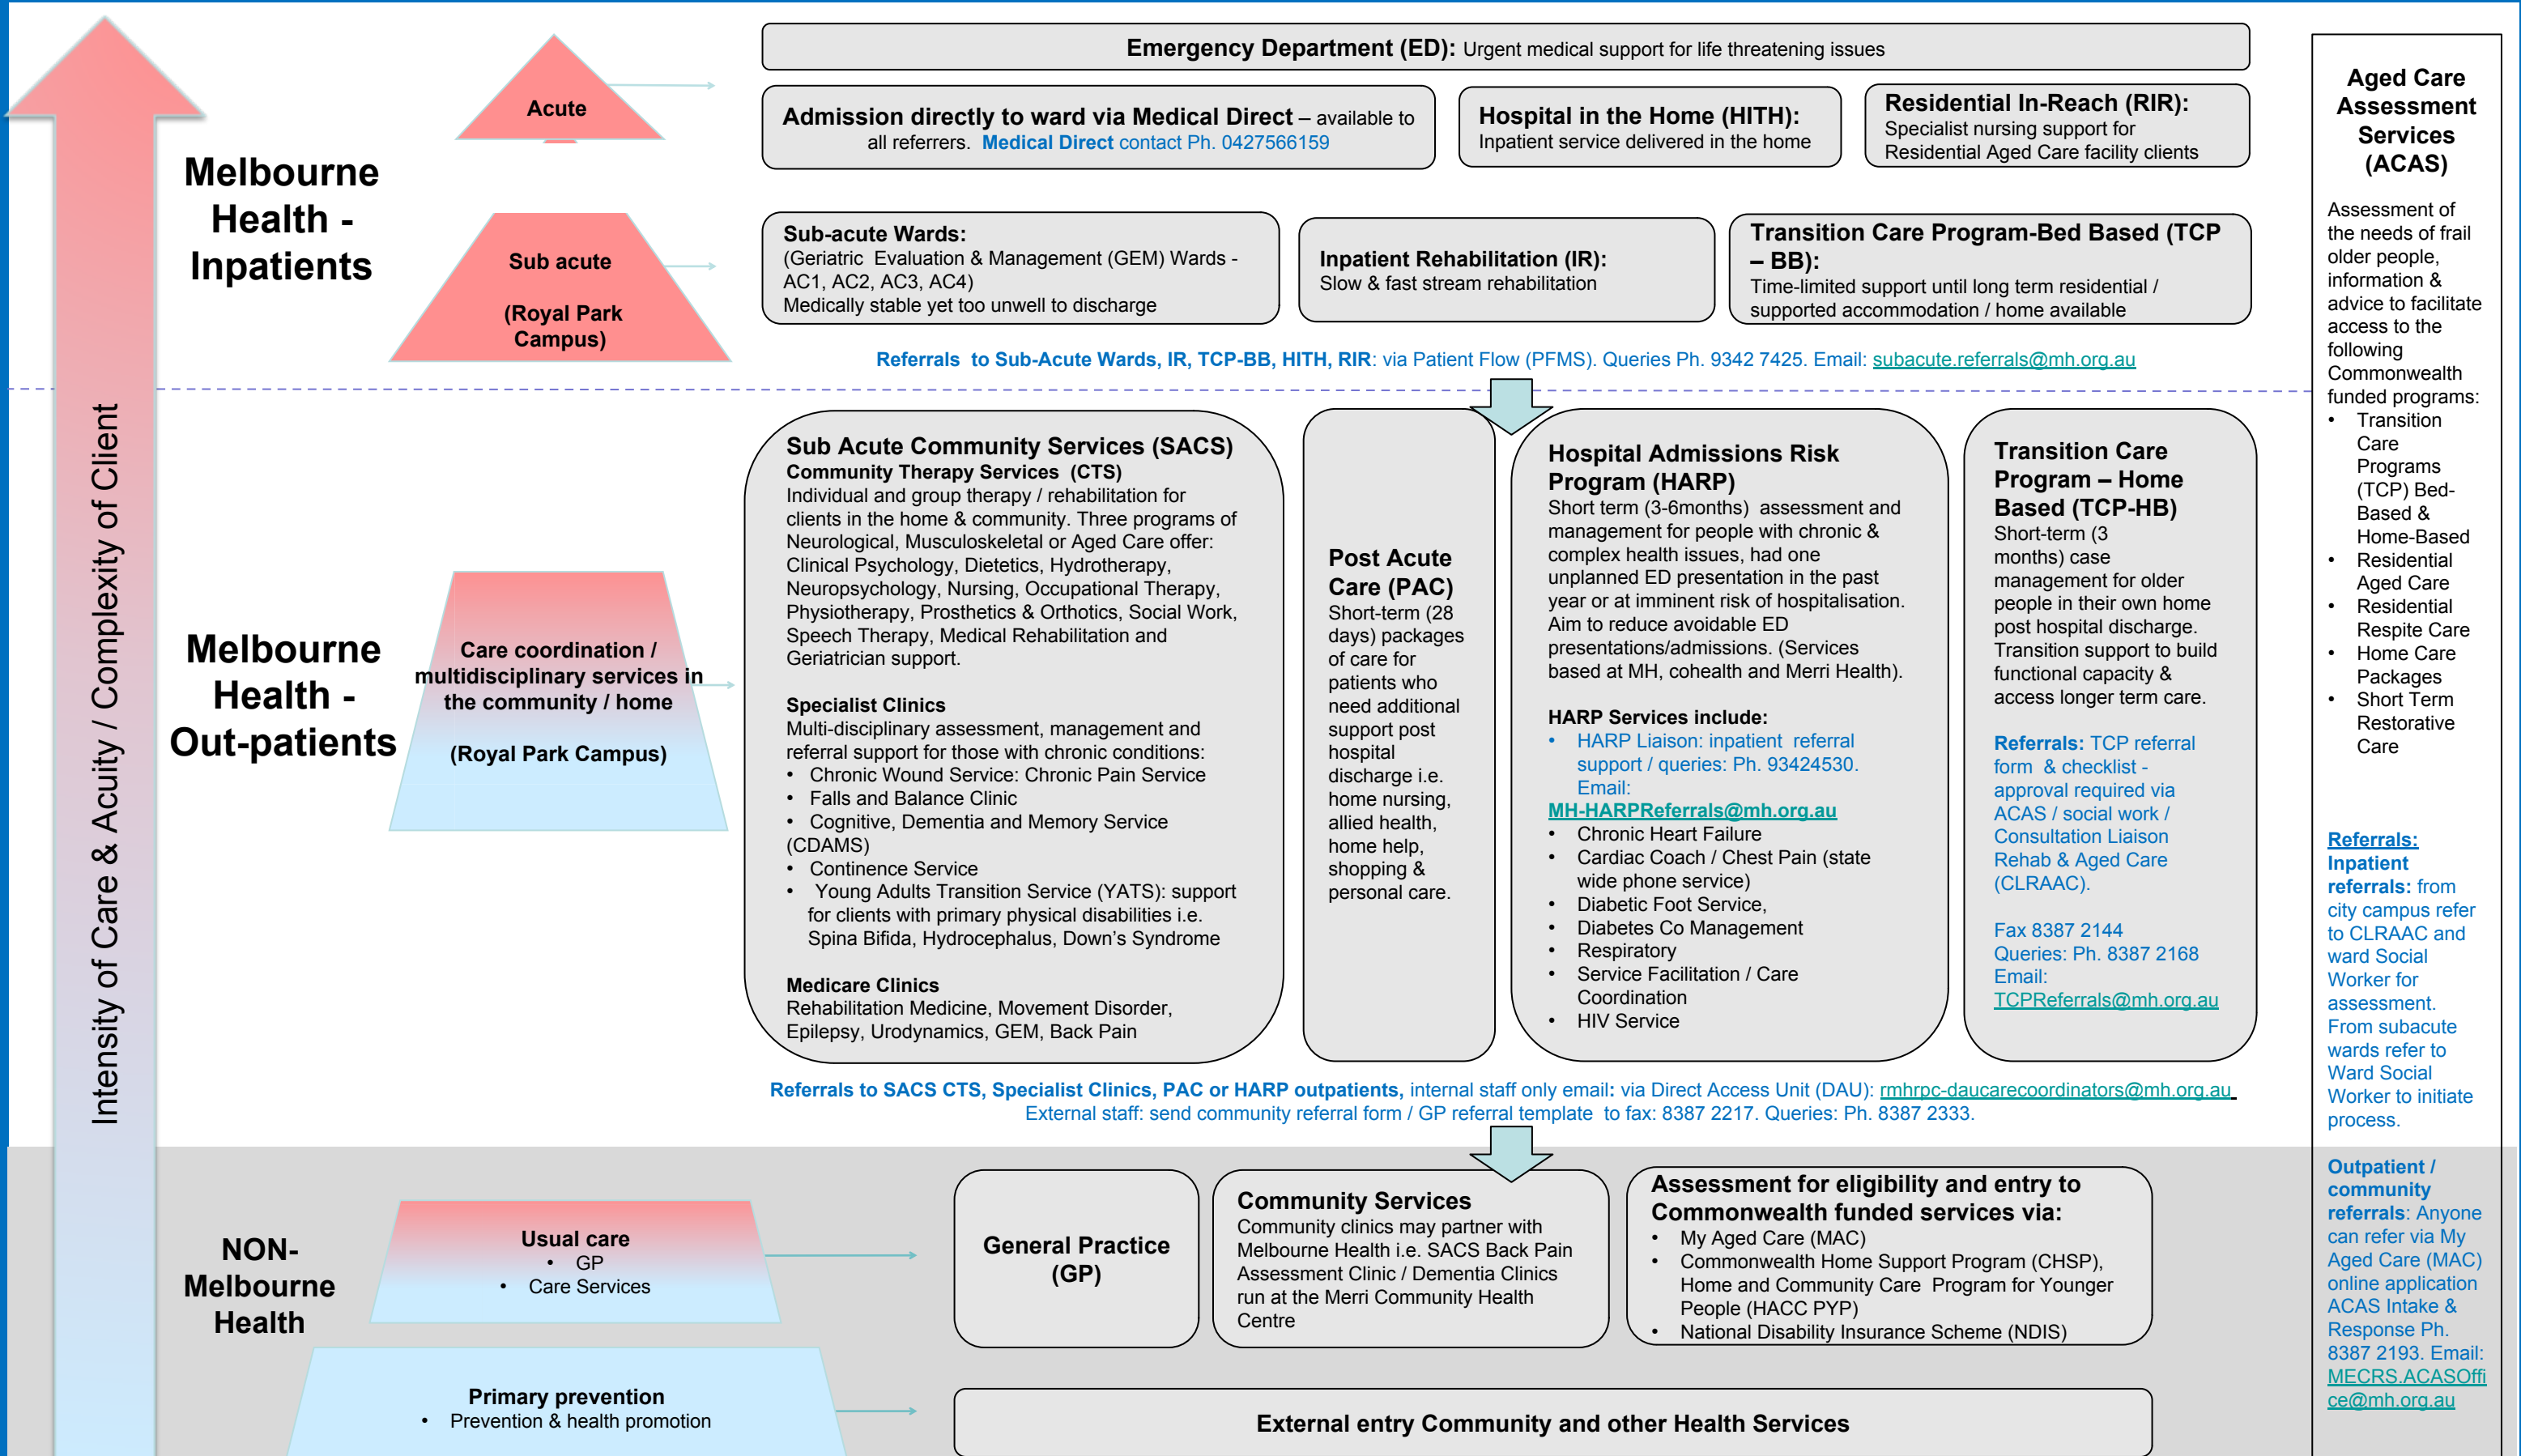 Intensity of Care & Acuity / Complexity of Client
Melbourne
Health -
Inpatients
Acute
Emergency Department (ED): Urgent medical support for life threatening issues
Admission directly to ward via Medical Direct – available to
all referrers. Medical Direct contact Ph. 0427566159
Hospital in the Home (HITH):
Inpatient service delivered in the home
Residential In-Reach (RIR):
Specialist nursing support for
Residential Aged Care facility clients
Sub acute
(Royal Park
Campus)
Sub-acute Wards:
(Geriatric Evaluation & Management (GEM) Wards -
AC1, AC2, AC3, AC4)
Medically stable yet too unwell to discharge
Inpatient Rehabilitation (IR):
Slow & fast stream rehabilitation
Transition Care Program-Bed Based (TCP
– BB):
Time-limited support until long term residential /
supported accommodation / home available
Referrals to Sub-Acute Wards, IR, TCP-BB, HITH, RIR: via Patient Flow (PFMS). Queries Ph. 9342 7425. Email: subacute.referrals@mh.org.au
Melbourne
Health -
Out-patients
Care coordination /
multidisciplinary services in
the community / home
(Royal Park Campus)
Sub Acute Community Services (SACS)
Community Therapy Services (CTS)
Individual and group therapy / rehabilitation for
clients in the home & community. Three programs of
Neurological, Musculoskeletal or Aged Care offer:
Clinical Psychology, Dietetics, Hydrotherapy,
Neuropsychology, Nursing, Occupational Therapy,
Physiotherapy, Prosthetics & Orthotics, Social Work,
Speech Therapy, Medical Rehabilitation and
Geriatrician support.
Specialist Clinics
Multi-disciplinary assessment, management and
referral support for those with chronic conditions:
• Chronic Wound Service: Chronic Pain Service
• Falls and Balance Clinic
• Cognitive, Dementia and Memory Service
(CDAMS)
• Continence Service
• Young Adults Transition Service (YATS): support
for clients with primary physical disabilities i.e.
Spina Bifida, Hydrocephalus, Down's Syndrome
Medicare Clinics
Rehabilitation Medicine, Movement Disorder,
Epilepsy, Urodynamics, GEM, Back Pain
Post Acute
Care (PAC)
Short-term (28
days) packages
of care for
patients who
need additional
support post
hospital
discharge i.e.
home nursing,
allied health,
home help,
shopping &
personal care.
Hospital Admissions Risk
Program (HARP)
Short term (3-6months) assessment and
management for people with chronic &
complex health issues, had one
unplanned ED presentation in the past
year or at imminent risk of hospitalisation.
Aim to reduce avoidable ED
presentations/admissions. (Services
based at MH, cohealth and Merri Health).
HARP Services include:
• HARP Liaison: inpatient referral
support / queries: Ph. 93424530.
Email:
MH-HARPReferrals@mh.org.au
• Chronic Heart Failure
• Cardiac Coach / Chest Pain (state
wide phone service)
• Diabetic Foot Service,
• Diabetes Co Management
• Respiratory
• Service Facilitation / Care
Coordination
• HIV Service
Transition Care
Program – Home
Based (TCP-HB)
Short-term (3
months) case
management for older
people in their own home
post hospital discharge.
Transition support to build
functional capacity &
access longer term care.
Referrals: TCP referral
form & checklist -
approval required via
ACAS / social work /
Consultation Liaison
Rehab & Aged Care
(CLRAAC).
Fax 8387 2144
Queries: Ph. 8387 2168
Email:
TCPReferrals@mh.org.au
Referrals to SACS CTS, Specialist Clinics, PAC or HARP outpatients, internal staff only email: via Direct Access Unit (DAU): rmhrpc-daucarecoordinators@mh.org.au
External staff: send community referral form / GP referral template to fax: 8387 2217. Queries: Ph. 8387 2333.
NON-
Melbourne
Health
Usual care
• GP
• Care Services
General Practice
(GP)
Community Services
Community clinics may partner with
Melbourne Health i.e. SACS Back Pain
Assessment Clinic / Dementia Clinics
run at the Merri Community Health
Centre
Assessment for eligibility and entry to
Commonwealth funded services via:
• My Aged Care (MAC)
• Commonwealth Home Support Program (CHSP),
Home and Community Care Program for Younger
People (HACC PYP)
• National Disability Insurance Scheme (NDIS)
Primary prevention
• Prevention & health promotion
External entry Community and other Health Services
Aged Care
Assessment
Services
(ACAS)
Assessment of
the needs of frail
older people,
information &
advice to facilitate
access to the
following
Commonwealth
funded programs:
• Transition
Care
Programs
(TCP) Bed-
Based &
Home-Based
• Residential
Aged Care
• Residential
Respite Care
• Home Care
Packages
• Short Term
Restorative
Care
Referrals:
Inpatient
referrals: from
city campus refer
to CLRAAC and
ward Social
Worker for
assessment.
From subacute
wards refer to
Ward Social
Worker to initiate
process.
Outpatient /
community
referrals: Anyone
can refer via My
Aged Care (MAC)
online application
ACAS Intake &
Response Ph.
8387 2193. Email:
MECRS.ACASOffi
ce@mh.org.au